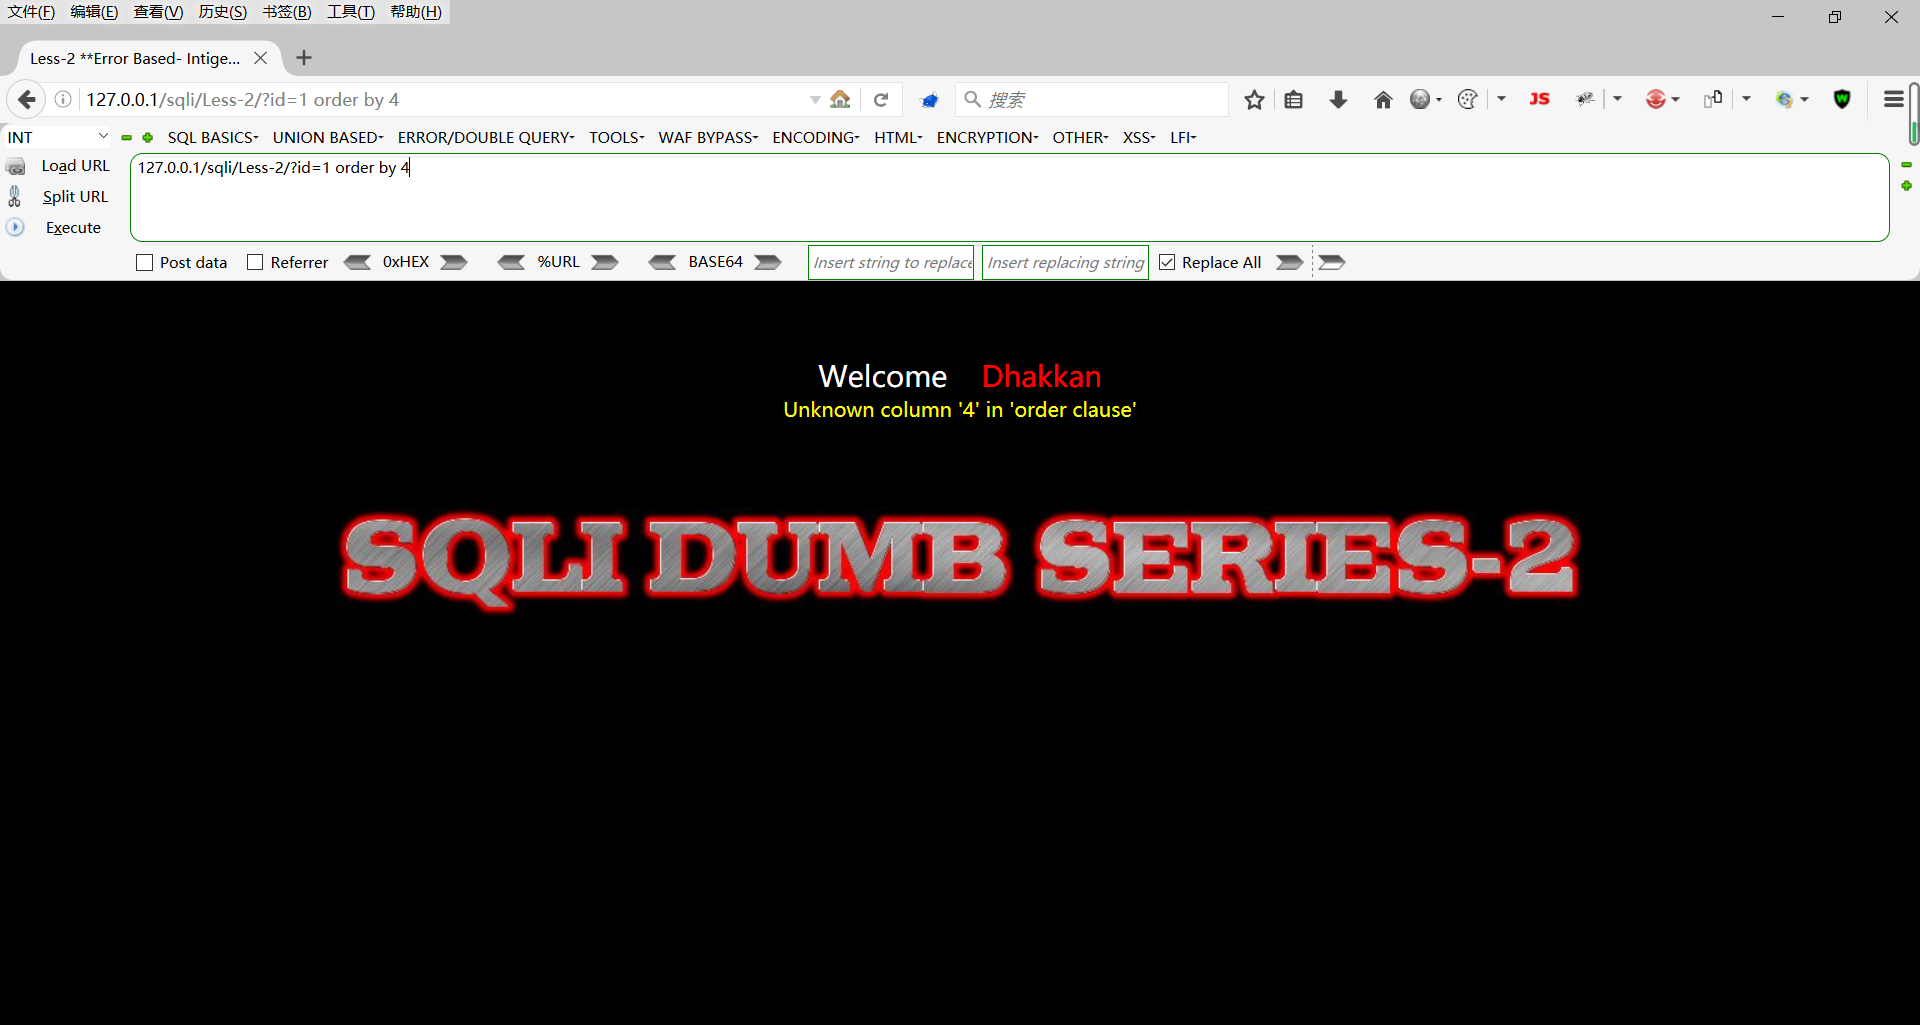 文件(F) 编辑(E) 查看(V) 历史(S) 书签(B) 工具(T) 帮助(H)
Less-2 **Error Based- Intige...
127.0.0.1/sqli/Less-2/?id=1 order by 4
搜索
JS
W
INT
SQL BASICS UNION BASED ERROR/DOUBLE QUERY TOOLS WAF BYPASS ENCODING HTML ENCRYPTION OTHER XSS LFI
Load URL
127.0.0.1/sqli/Less-2/?id=1 order by 4
Split URL
Execute
Post data Referrer 0xHEX %URL BASE64 Insert string to replace Insert replacing string Replace All
Welcome Dhakkan
Unknown column '4' in 'order clause'
SQLI DUMB SERIES-2